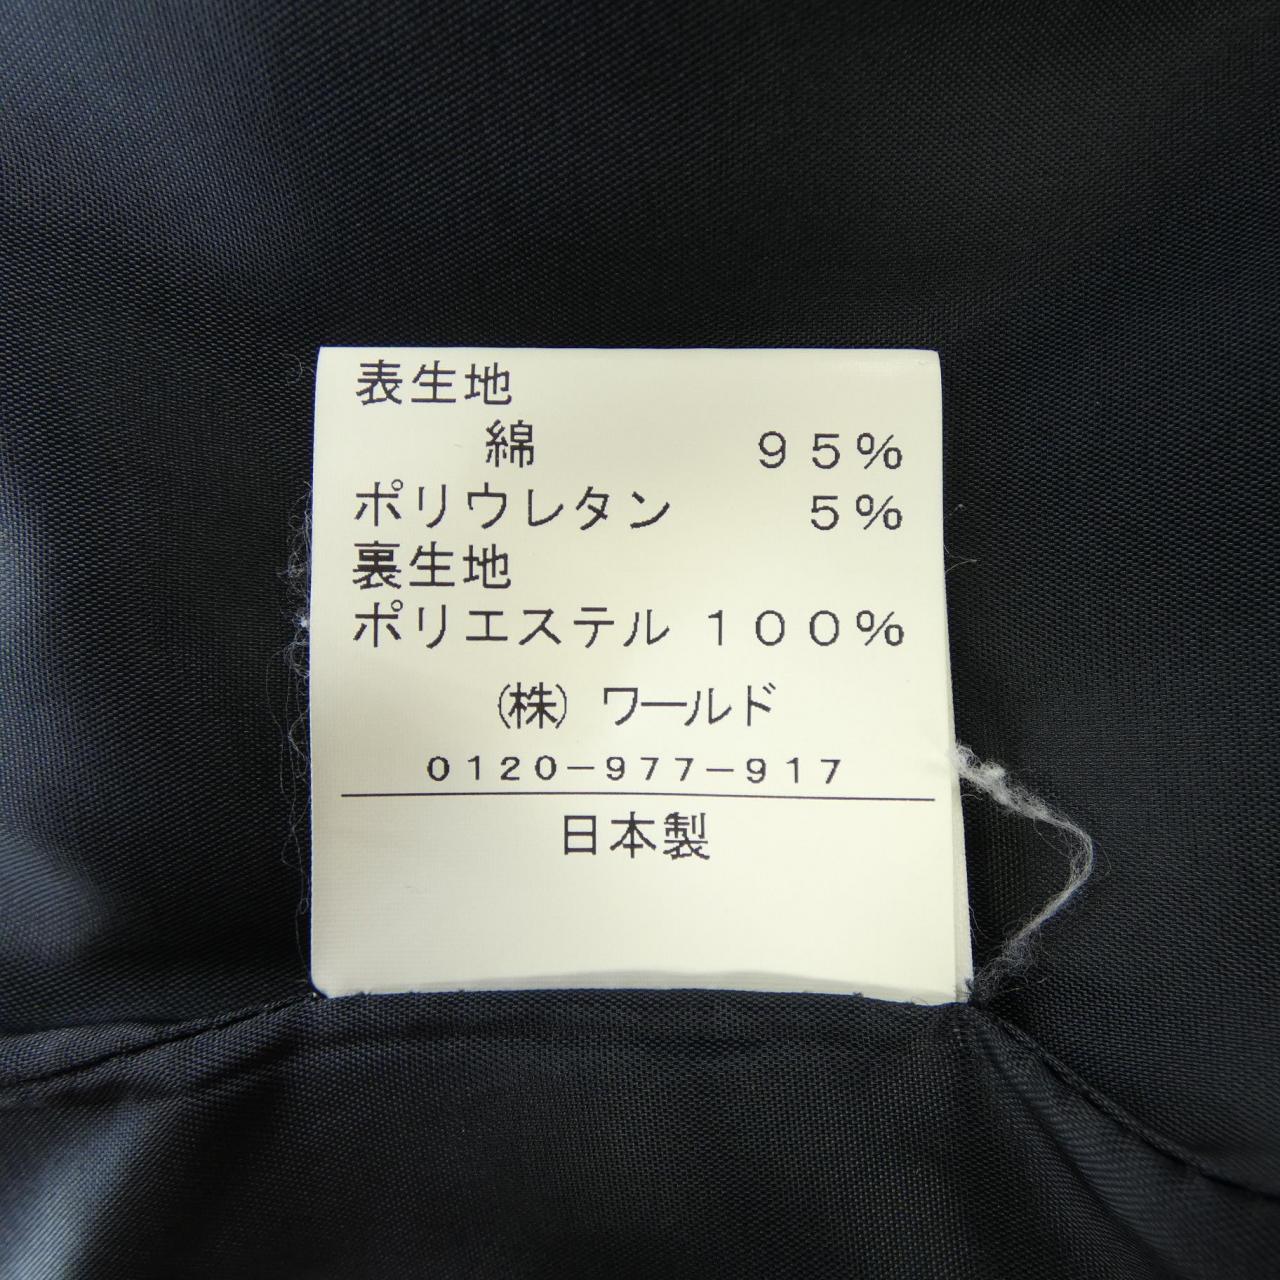 表生地
綿 95%
ポリウレタン 5%
裏生地
ポリエステル 100%
(株) ワールド
0120-977-917
日本製